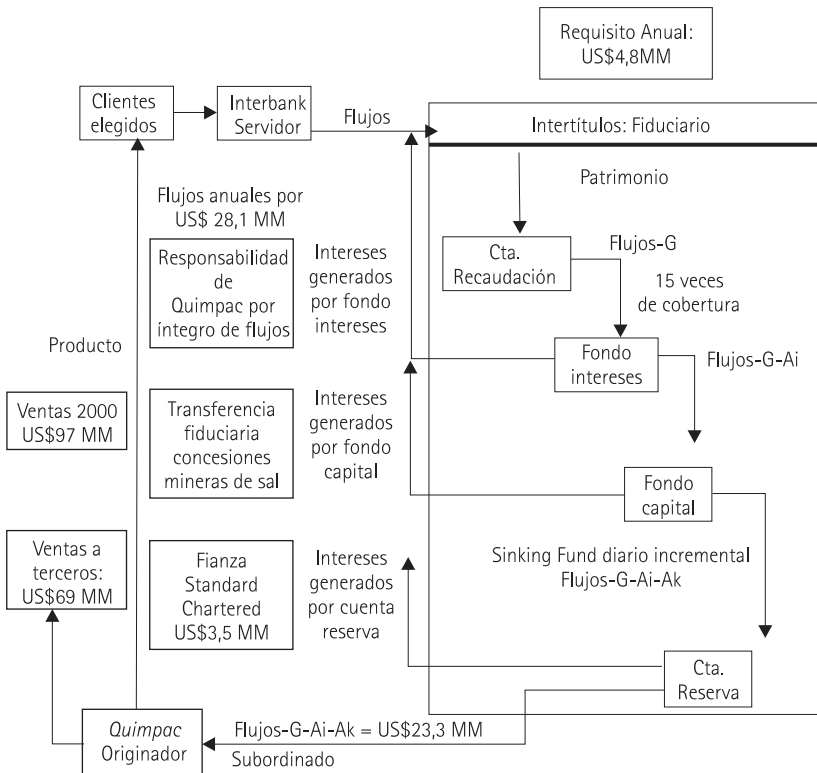 Requisito Anual:
US$4,8MM
Clientes
elegidos
Interbank
Servidor
Flujos
Intertítulos: Fiduciario
Patrimonio
Flujos anuales por
US$ 28,1 MM
Responsabilidad
de
Quimpac por
íntegro de flujos
Intereses
generados
por fondo
intereses
Cta.
Recaudación
Flujos-G
15 veces
de cobertura
Producto
Fondo
intereses
Flujos-G-Ai
Ventas 2000
US$97 MM
Transferencia
fiduciaria
concesiones
mineras de sal
Intereses
generados
por fondo
capital
Fondo
capital
Ventas a
terceros:
US$69 MM
Fianza
Standard
Chartered
US$3,5 MM
Intereses
generados
por cuenta
reserva
Sinking Fund diario incremental
Flujos-G-Ai-Ak
Cta.
Reserva
Quimpac
Originador
Flujos-G-Ai-Ak = US$23,3 MM
Subordinado